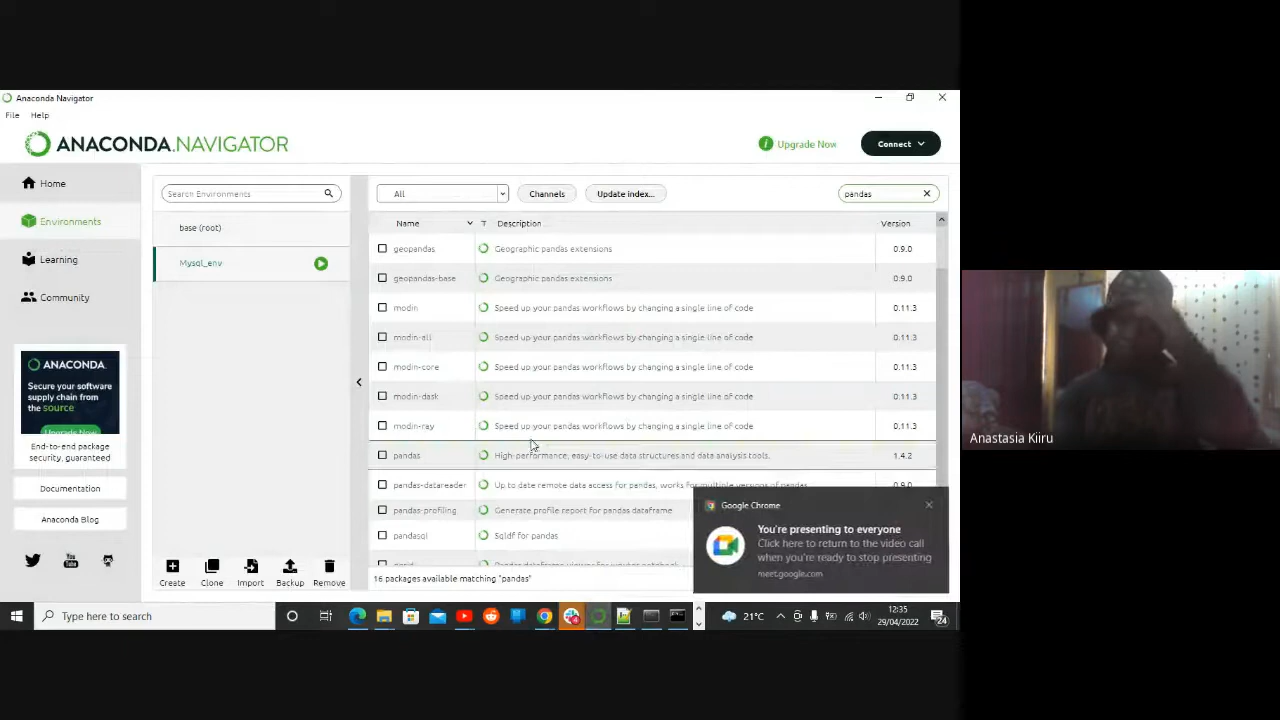 Anaconda Navigator
File Help
ANACONDA.NAVIGATOR
i Upgrade Now
Connect
Home
Environments
Learning
Community
ANACONDA.
Secure your software
supply chain from
the source
Upgrade Now
End-to-end package
security, guaranteed
Documentation
Anaconda Blog
Search Environments
base (root)
Mysql_env
Create Clone Import Backup Remove
All
Channels
Update index...
pandas
Name T Description Version
geopandas Geographic pandas extensions 0.9.0
geopandas-base Geographic pandas extensions 0.9.0
modin Speed up your pandas workflows by changing a single line of code 0.11.3
modin-all Speed up your pandas workflows by changing a single line of code 0.11.3
modin-core Speed up your pandas workflows by changing a single line of code 0.11.3
modin-dask Speed up your pandas workflows by changing a single line of code 0.11.3
modin-ray Speed up your pandas workflows by changing a single line of code 0.11.3
pandas High-performance, easy-to-use data structures and data analysis tools. 1.4.2
pandas-datareader Up to date remote data access for pandas, works for multiple versions of pandas 0.9.0
pandas-profiling Generate profile report for pandas dataframe
pandasql Sqldf for pandas
16 packages available matching "pandas"
Google Chrome
You're presenting to everyone
Click here to return to the video call
when you're ready to stop presenting
meet.google.com
Type here to search
21°C
12:35
29/04/2022
24
Anastasia Kiiru